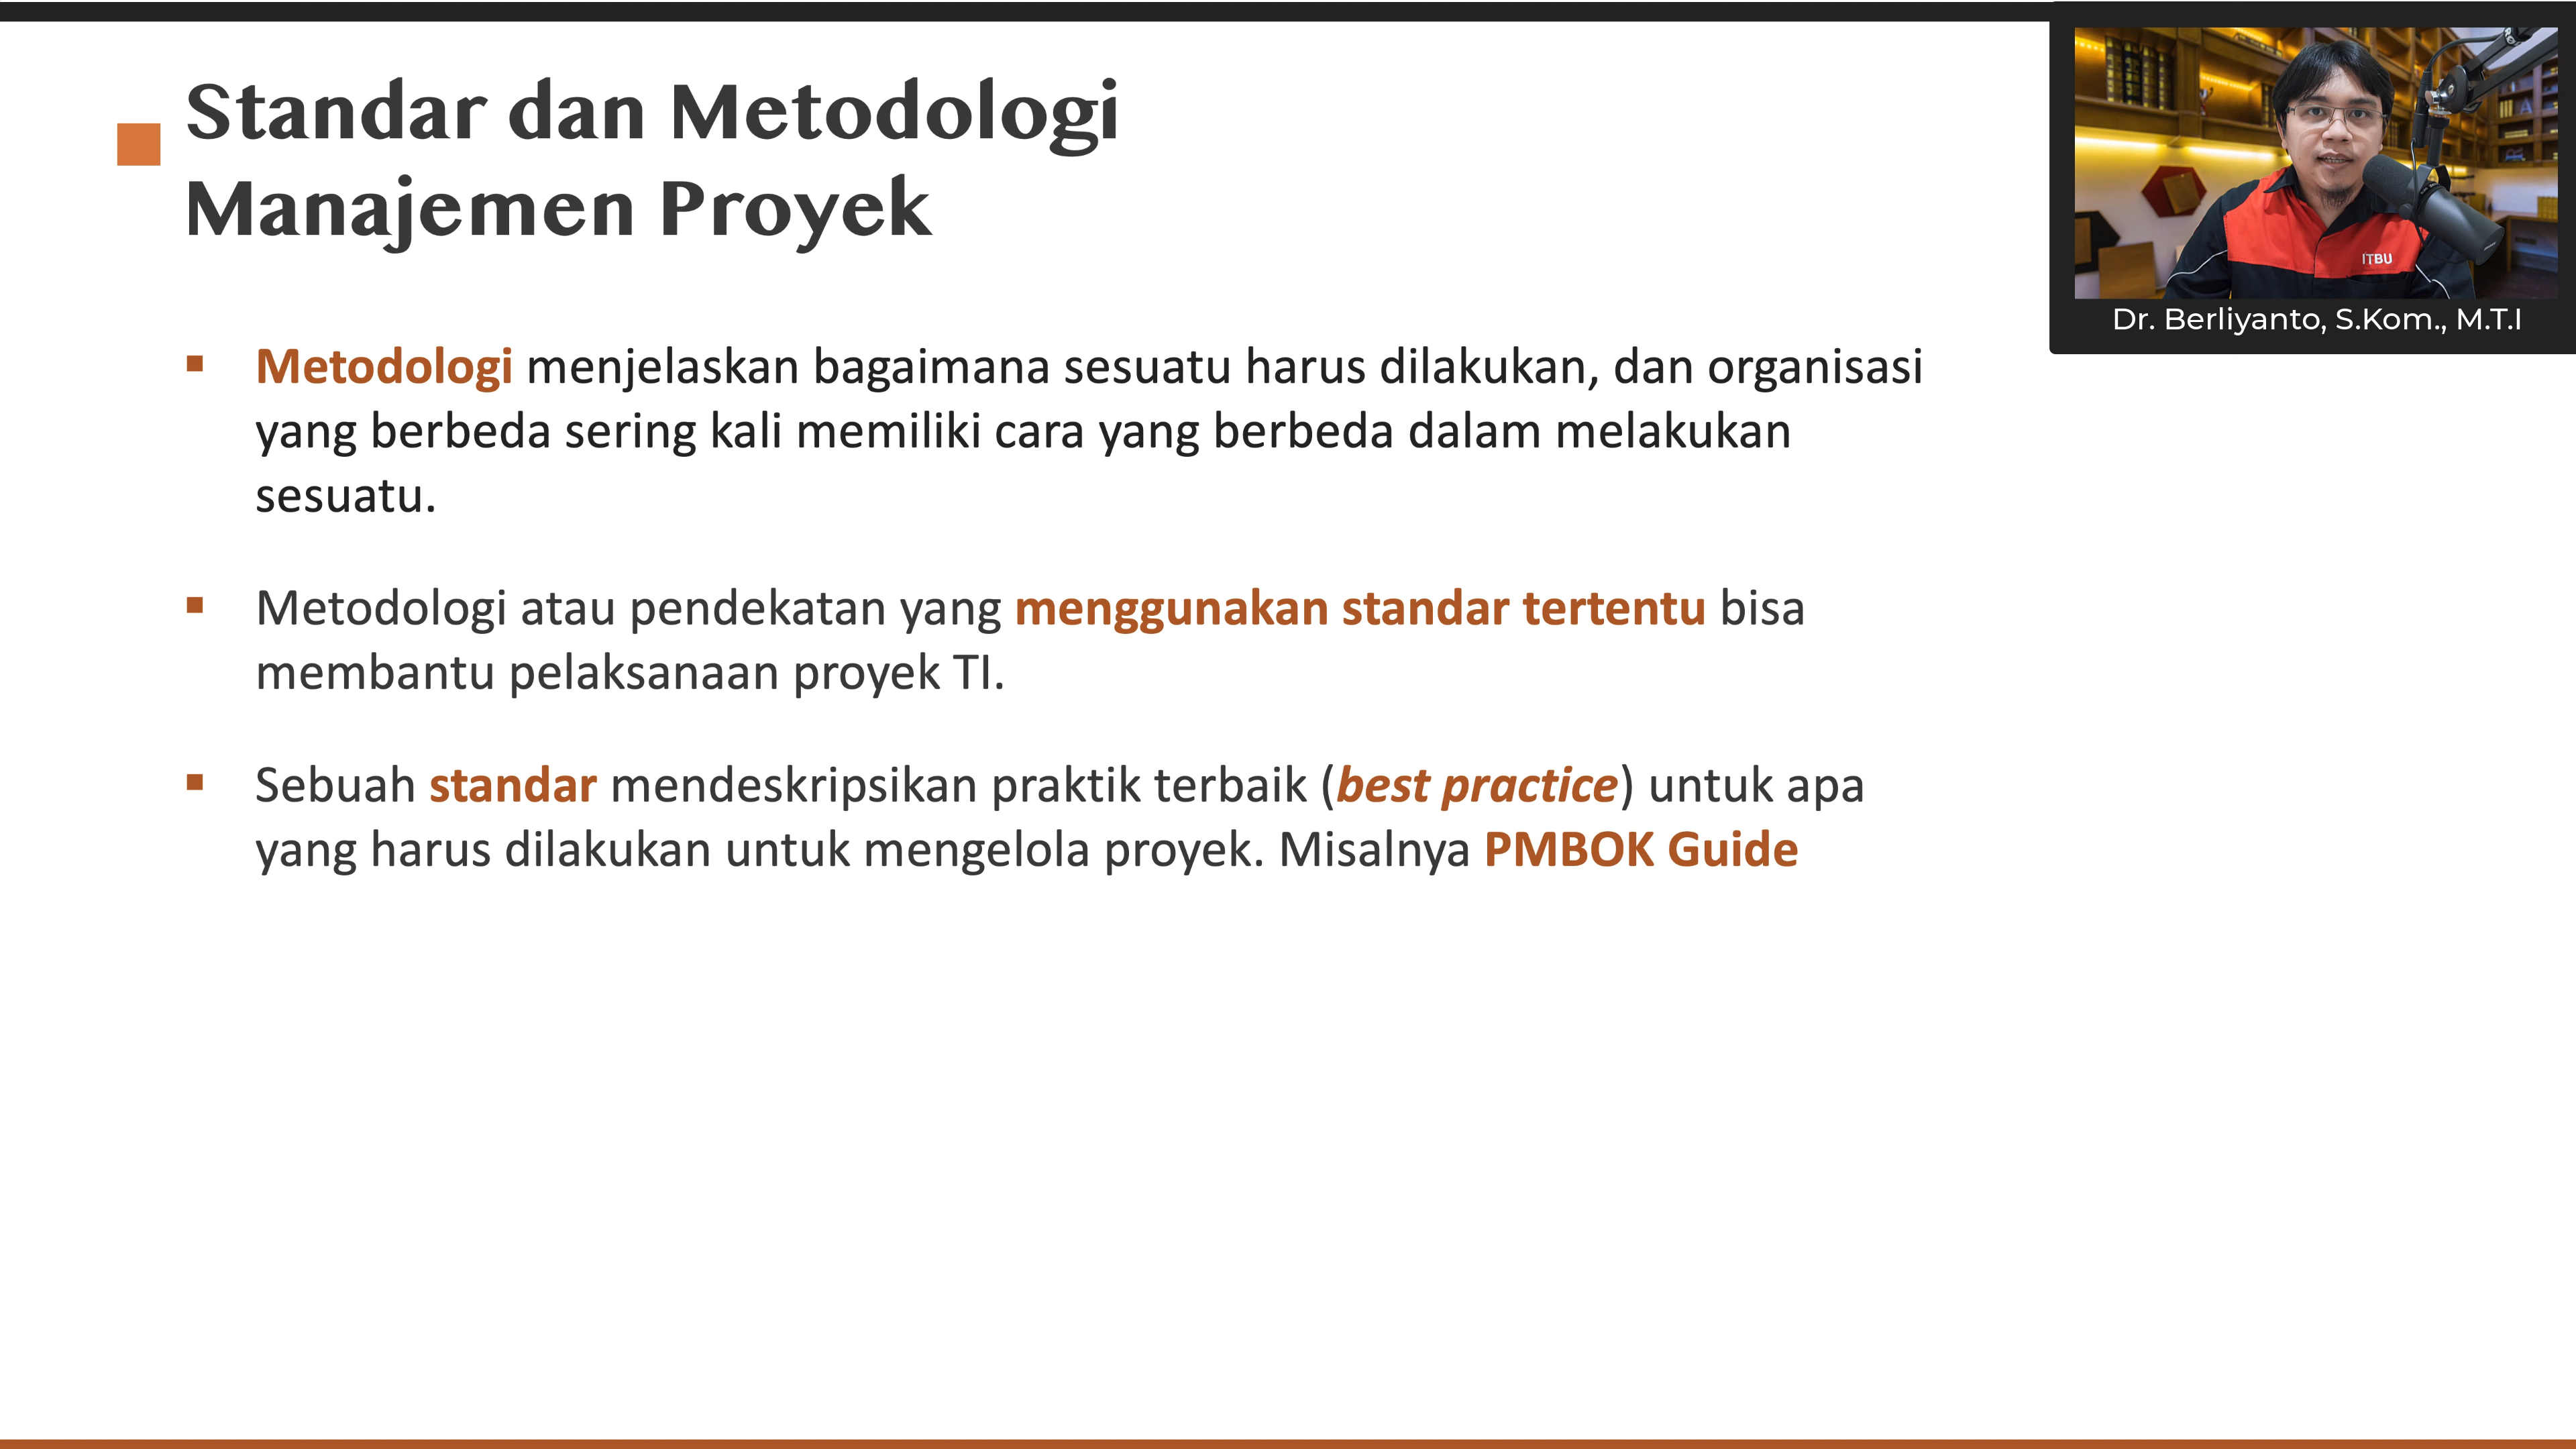 Standar dan Metodologi
Manajemen Proyek
Metodologi menjelaskan bagaimana sesuatu harus dilakukan, dan organisasi
yang berbeda sering kali memiliki cara yang berbeda dalam melakukan
sesuatu.
Metodologi atau pendekatan yang menggunakan standar tertentu bisa
membantu pelaksanaan proyek TI.
Sebuah standar mendeskripsikan praktik terbaik (best practice) untuk apa
yang harus dilakukan untuk mengelola proyek. Misalnya PMBOK Guide
ITBU
Dr. Berliyanto, S.Kom., M.T.I